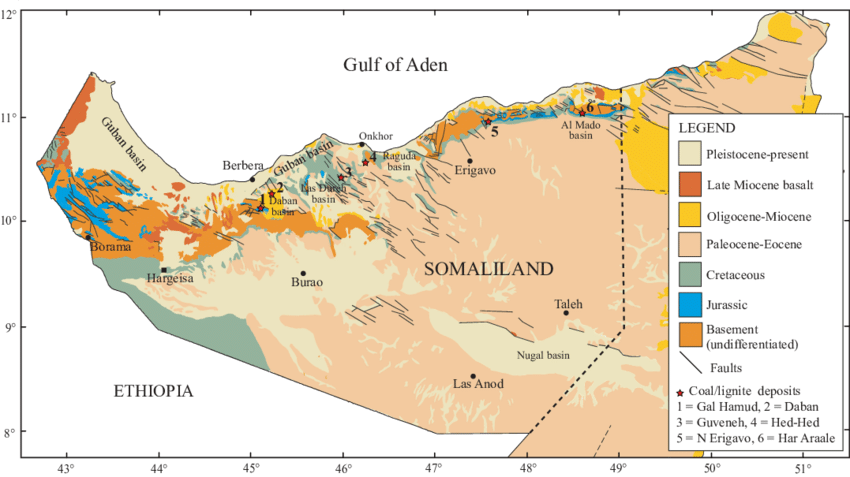 12°
11°
10°
9°
8°
43°
44°
45°
46°
47°
48°
49°
50°
51°
Gulf of Aden
Guban basin
Berbera
Guban basin
Onkhor
Raguda
basin
Las Dureh
basin
Daban
basin
1
2
3
4
5
6
Al Mado
basin
Erigavo
Borama
Hargeisa
Burao
SOMALILAND
Taleh
Nugal basin
Las Anod
ETHIOPIA
LEGEND
Pleistocene-present
Late Miocene basalt
Oligocene-Miocene
Paleocene-Eocene
Cretaceous
Jurassic
Basement
(undifferentiated)
Faults
Coal/lignite deposits
1 = Gal Hamud, 2 = Daban
3 = Guveneh, 4 = Hed-Hed
5 = N Erigavo, 6 = Har Araale